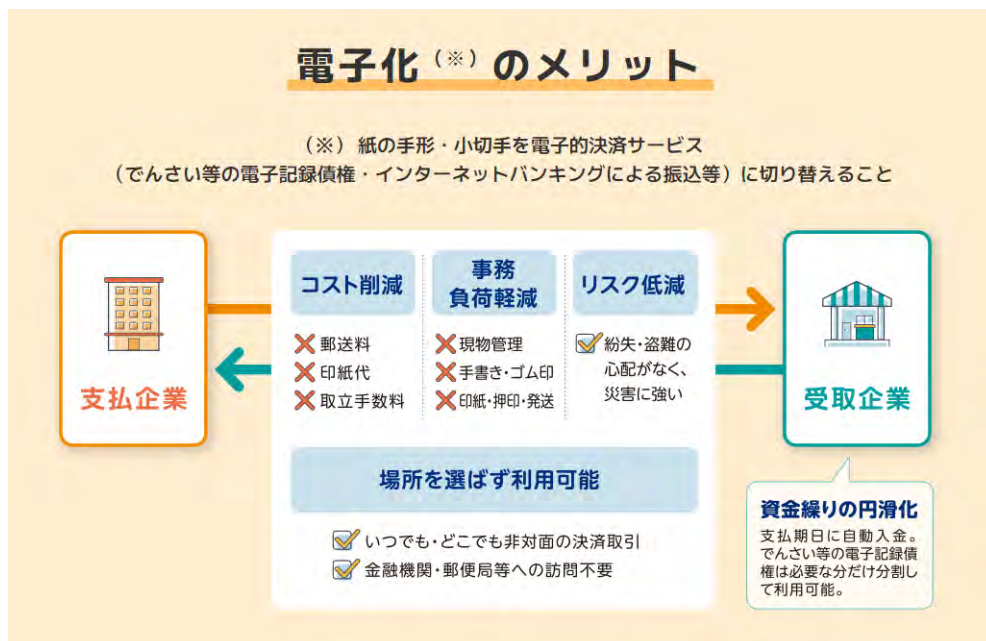 電子化（※）のメリット
（※）紙の手形・小切手を電子的決済サービス
（でんさい等の電子記録債権・インターネットバンキングによる振込等）に切り替えること
支払企業
コスト削減
郵送料
印紙代
取立手数料
事務
負荷軽減
現物管理
手書き・ゴム印
印紙・押印・発送
リスク低減
紛失・盗難の
心配がなく、
災害に強い
受取企業
場所を選ばず利用可能
いつでも・どこでも非対面の決済取引
金融機関・郵便局等への訪問不要
資金繰りの円滑化
支払期日に自動入金。
でんさい等の電子記録債
権は必要な分だけ分割し
て利用可能。